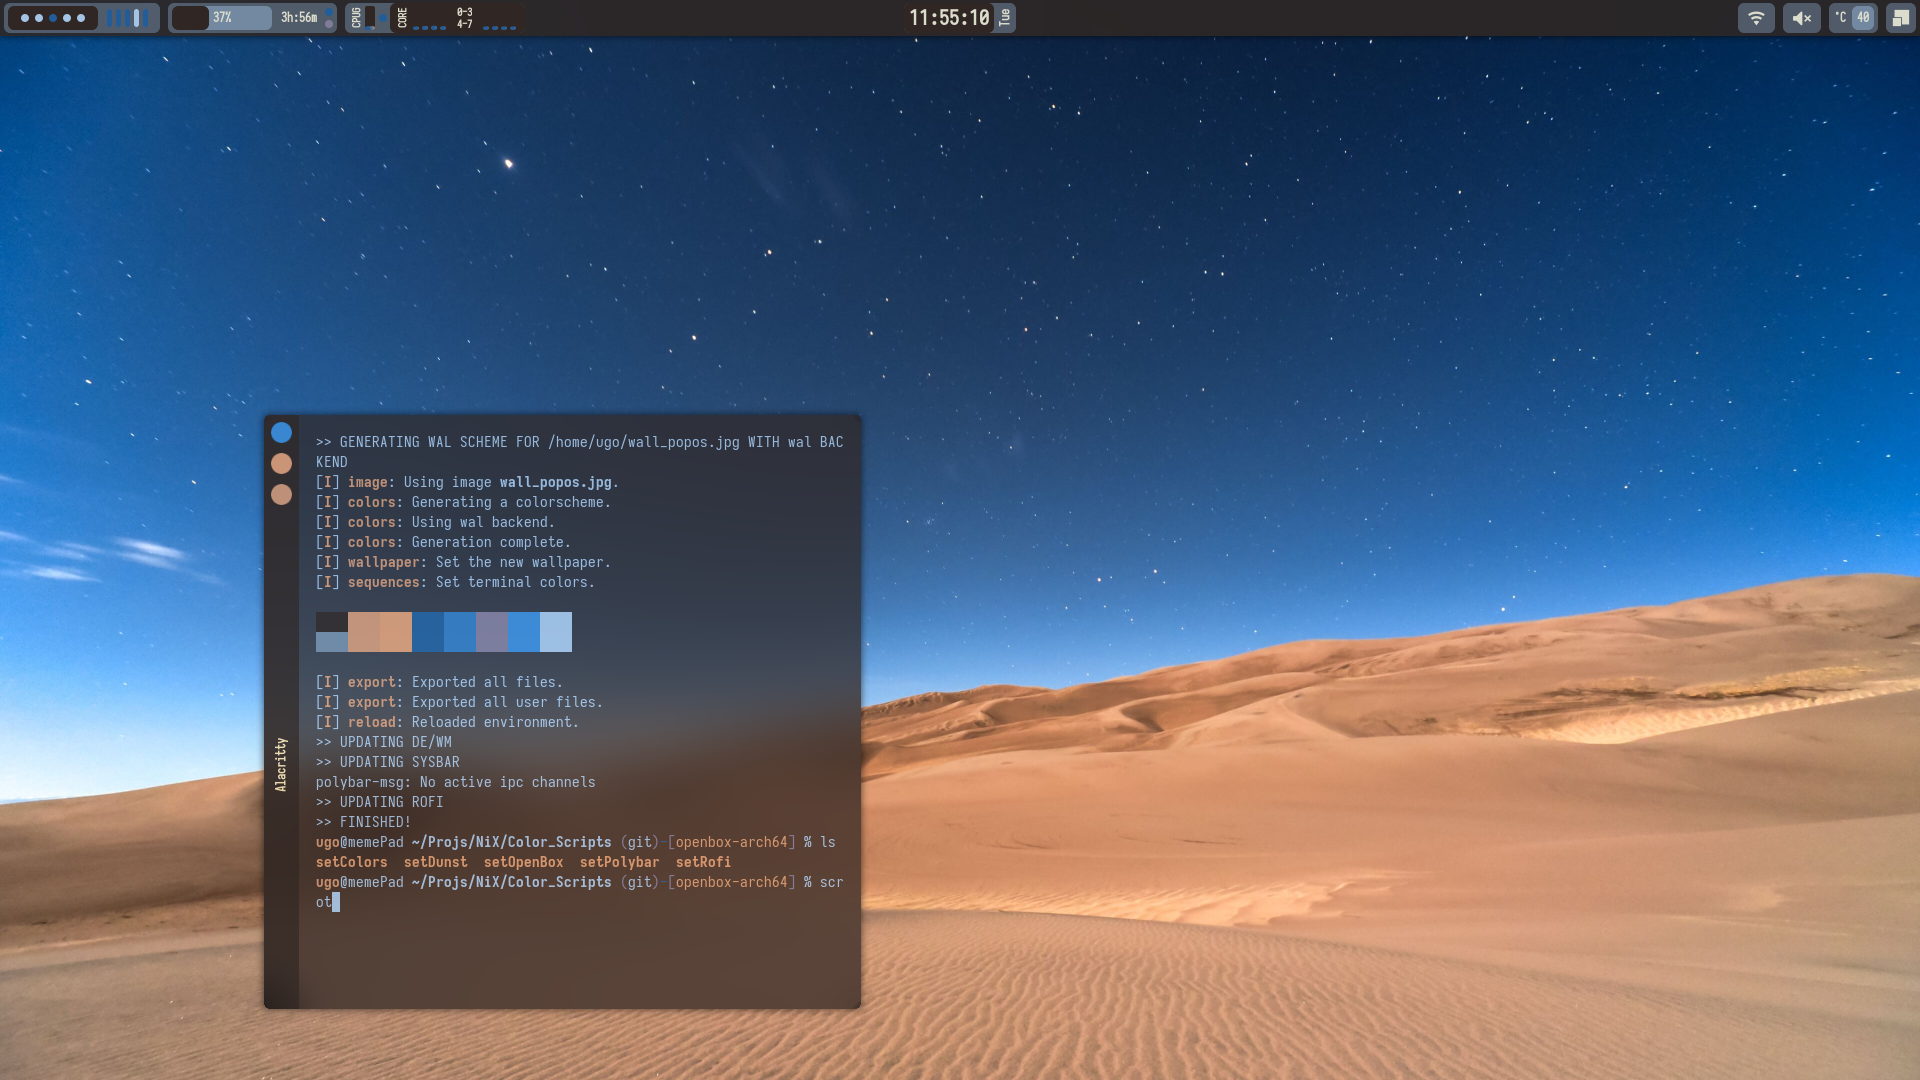 37% 3h:56m CPUG CORE 0-3
4-7
11:55:10 Tue
°C 40
>> GENERATING WAL SCHEME FOR /home/ugo/wall_popos.jpg WITH wal BAC
KEND
[I] image: Using image wall_popos.jpg.
[I] colors: Generating a colorscheme.
[I] colors: Using wal backend.
[I] colors: Generation complete.
[I] wallpaper: Set the new wallpaper.
[I] sequences: Set terminal colors.
[I] export: Exported all files.
[I] export: Exported all user files.
[I] reload: Reloaded environment.
>> UPDATING DE/WM
>> UPDATING SYSBAR
polybar-msg: No active ipc channels
>> UPDATING ROFI
>> FINISHED!
ugo@memePad ~/Projs/NiX/Color_Scripts (git)-[openbox-arch64] % ls
setColors setDunst setOpenBox setPolybar setRofi
ugo@memePad ~/Projs/NiX/Color_Scripts (git)-[openbox-arch64] % scr
ot
Alacritty